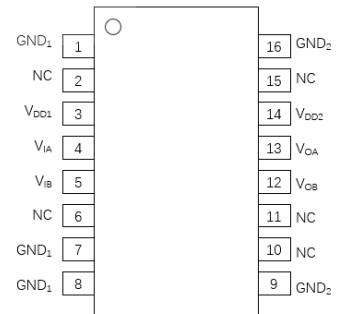 GND₁ 1 16 GND₂
NC 2 15 NC
VDD1 3 14 VDD2
VIA 4 13 VOA
VIB 5 12 VOB
NC 6 11 NC
GND₁ 7 10 NC
GND₁ 8 9 GND₂